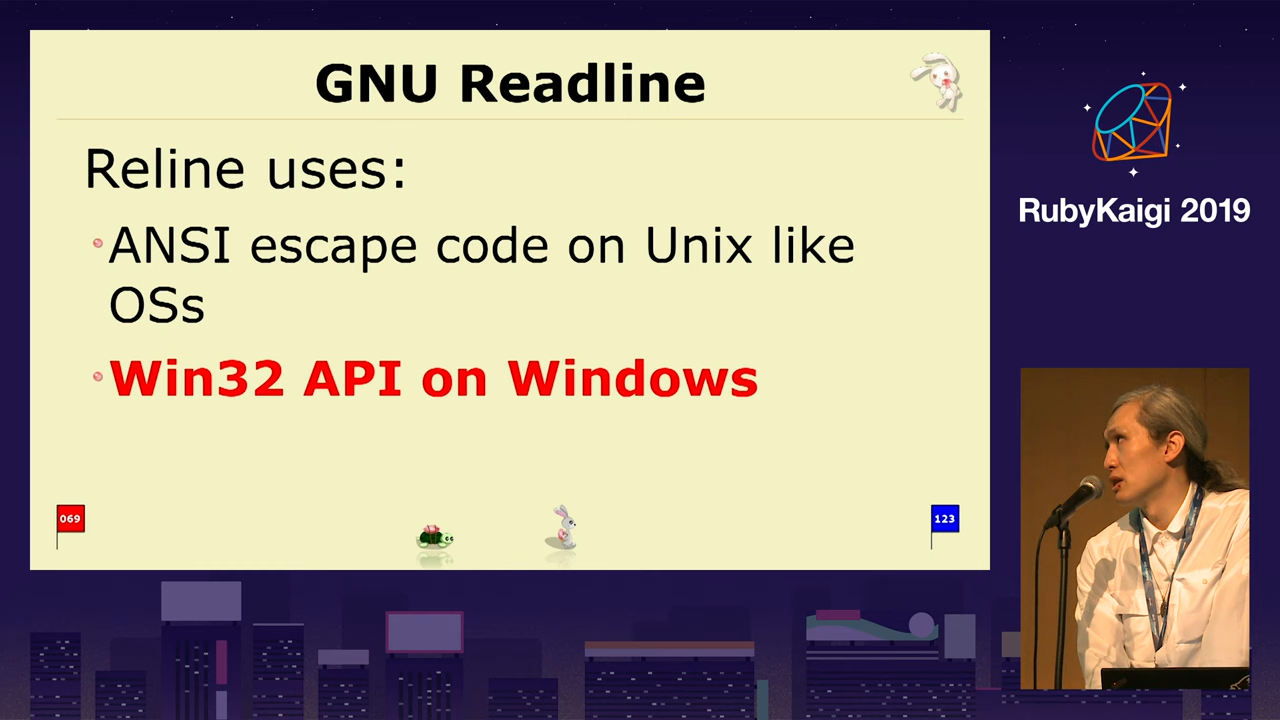 GNU Readline
Reline uses:
ANSI escape code on Unix like
OSs
Win32 API on Windows
069
123
RubyKaigi 2019